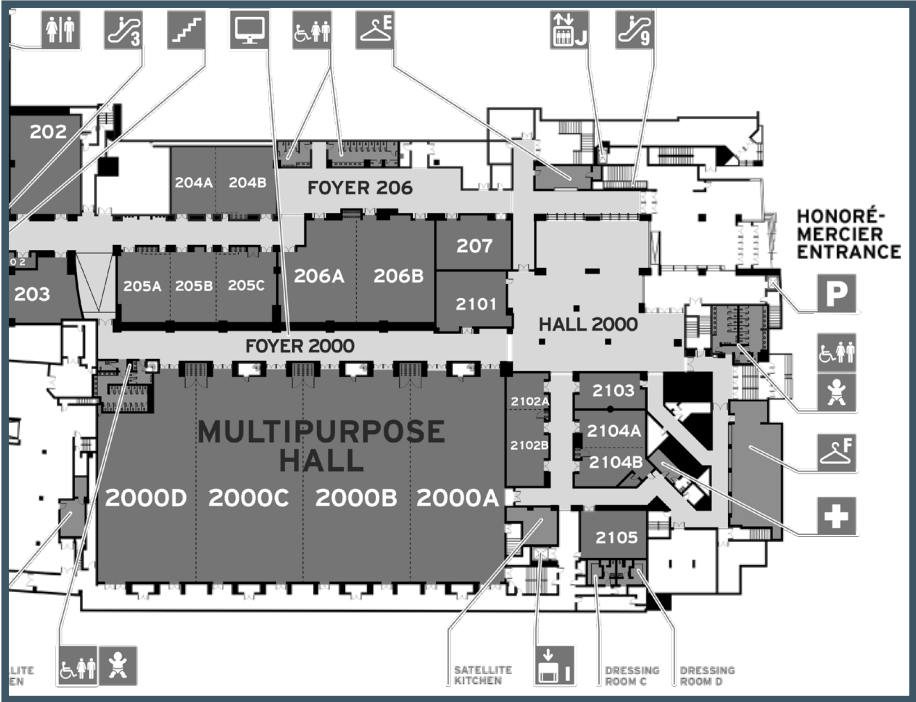 3
E
J
9
202
204A
204B
FOYER 206
HONORÉ-
MERCIER
ENTRANCE
207
206A
206B
205A
205B
205C
02
203
2101
P
HALL 2000
FOYER 2000
2103
2102A
2104A
MULTIPURPOSE
HALL
2102B
2104B
F
2000D
2000C
2000B
2000A
2105
LITE
EN
SATELLITE
KITCHEN
I
DRESSING
ROOM C
DRESSING
ROOM D